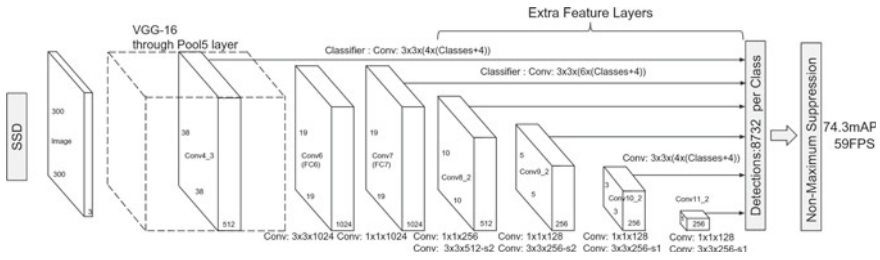 Extra Feature Layers
VGG-16
through Pool5 layer
Classifier : Conv: 3x3x(4x(Classes+4))
Classifier : Conv: 3x3x(6x(Classes+4))
SSD
300
Image
300
3
38
Conv4_3
38
512
19
Conv6
(FC6)
19
1024
19
Conv7
(FC7)
19
1024
10
Conv8_2
10
512
5
Conv9_2
5
256
Conv: 3x3x(4x(Classes+4))
3
Conv10_2
3
256
Conv11_2
256
Detections:8732 per Class
Non-Maximum Suppression
74.3mAP
59FPS
Conv: 3x3x1024
Conv: 1x1x1024
Conv: 1x1x256
Conv: 3x3x512-s2
Conv: 1x1x128
Conv: 3x3x256-s2
Conv: 1x1x128
Conv: 3x3x256-s1
Conv: 1x1x128
Conv: 3x3x256-s1